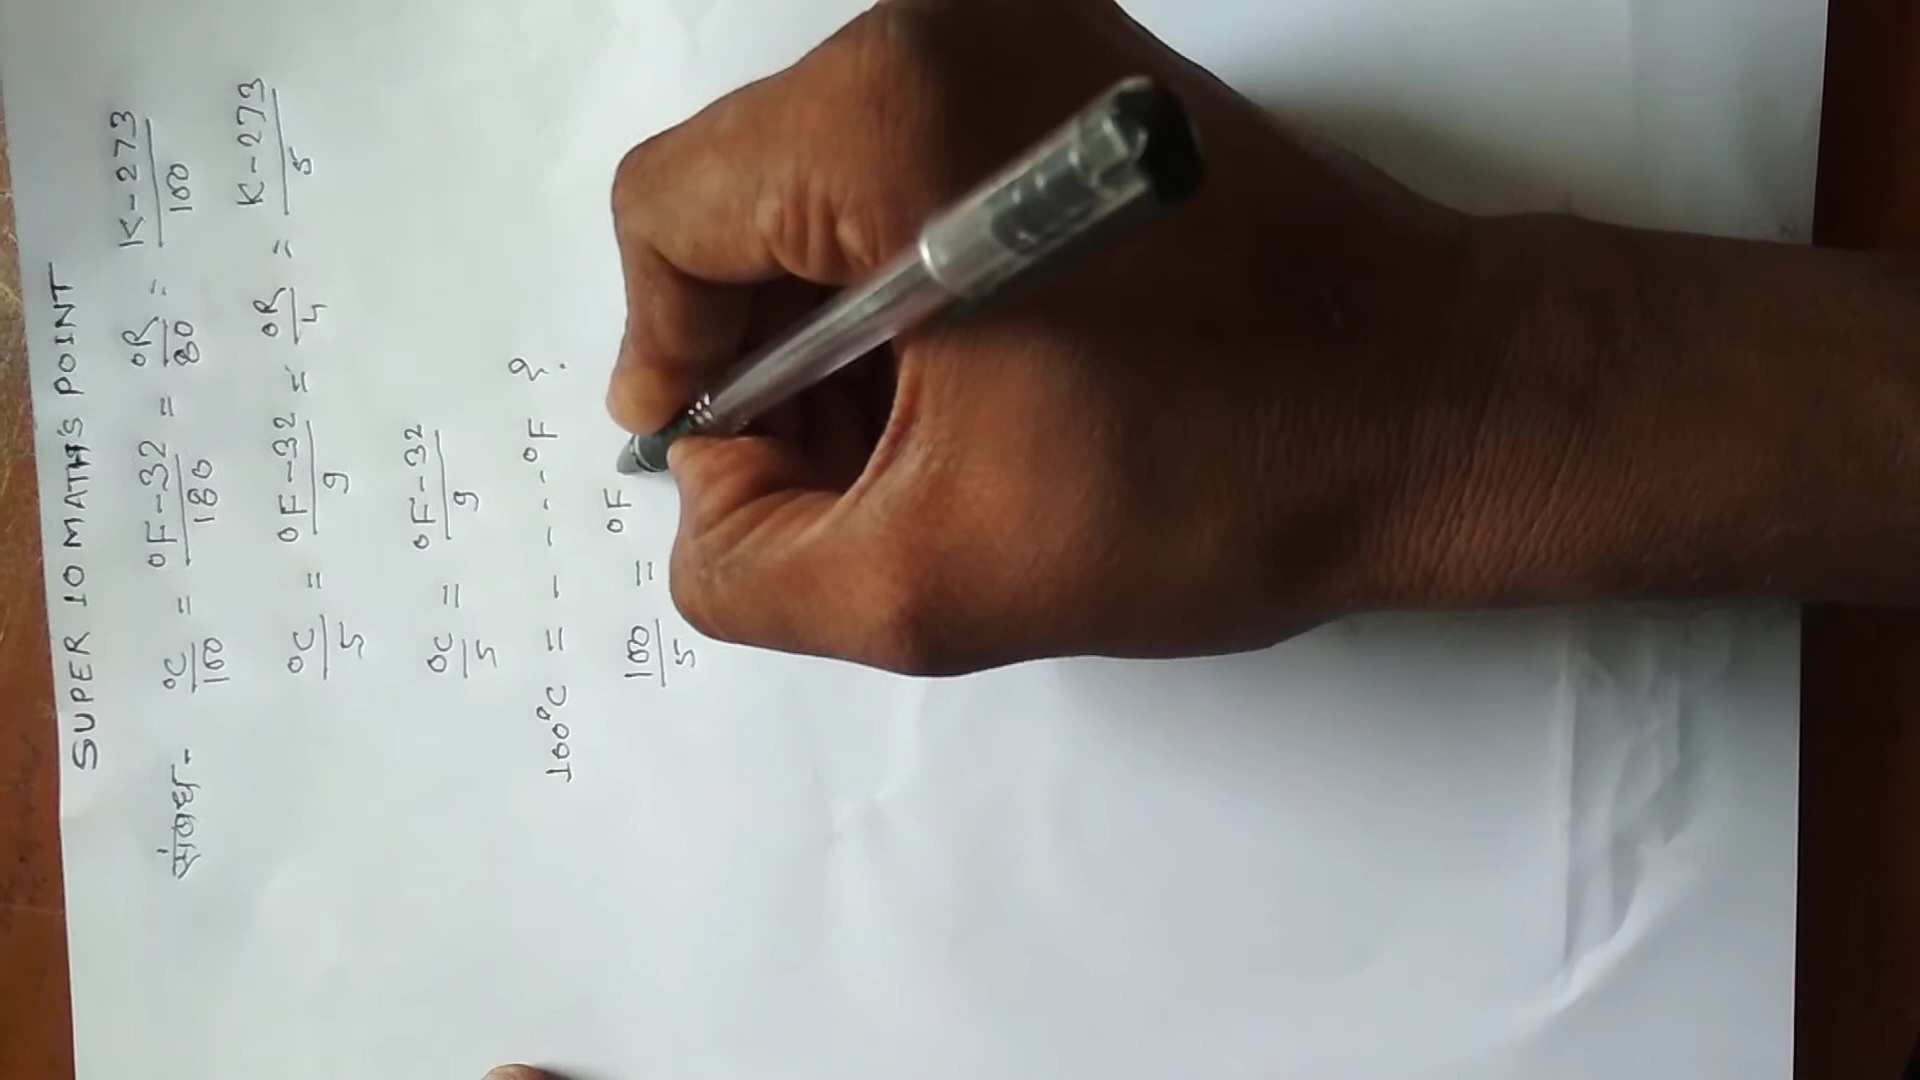 SUPER 10 MATH'S POINT
संबंध - °C/100 = °F-32/180 = °R/80 = K-273/100
°C/5 = °F-32/9 = °R/4 = K-273/5
°C/5 = °F-32/9
100°C = - - - - °F ?
100/5 = °F